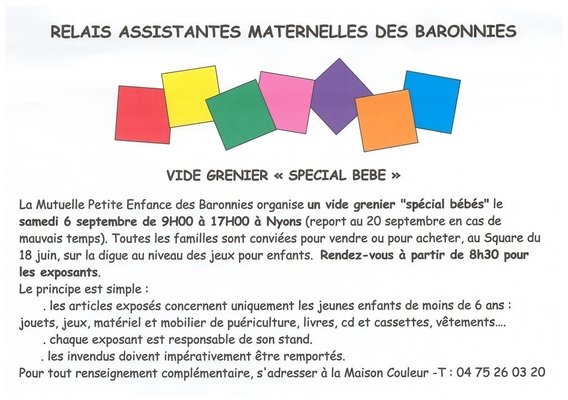 RELAIS ASSISTANTES MATERNELLES DES BARONNIES
VIDE GRENIER « SPECIAL BEBE »
La Mutuelle Petite Enfance des Baronnies organise un vide grenier "spécial bébés" le
samedi 6 septembre de 9H00 à 17H00 à Nyons (report au 20 septembre en cas de
mauvais temps). Toutes les familles sont conviées pour vendre ou pour acheter, au Square du
18 juin, sur la digue au niveau des jeux pour enfants. Rendez-vous à partir de 8h30 pour
les exposants.
Le principe est simple :
. les articles exposés concernent uniquement les jeunes enfants de moins de 6 ans :
jouets, jeux, matériel et mobilier de puériculture, livres, cd et cassettes, vêtements….
. chaque exposant est responsable de son stand.
. les invendus doivent impérativement être remportés.
Pour tout renseignement complémentaire, s'adresser à la Maison Couleur -T : 04 75 26 03 20